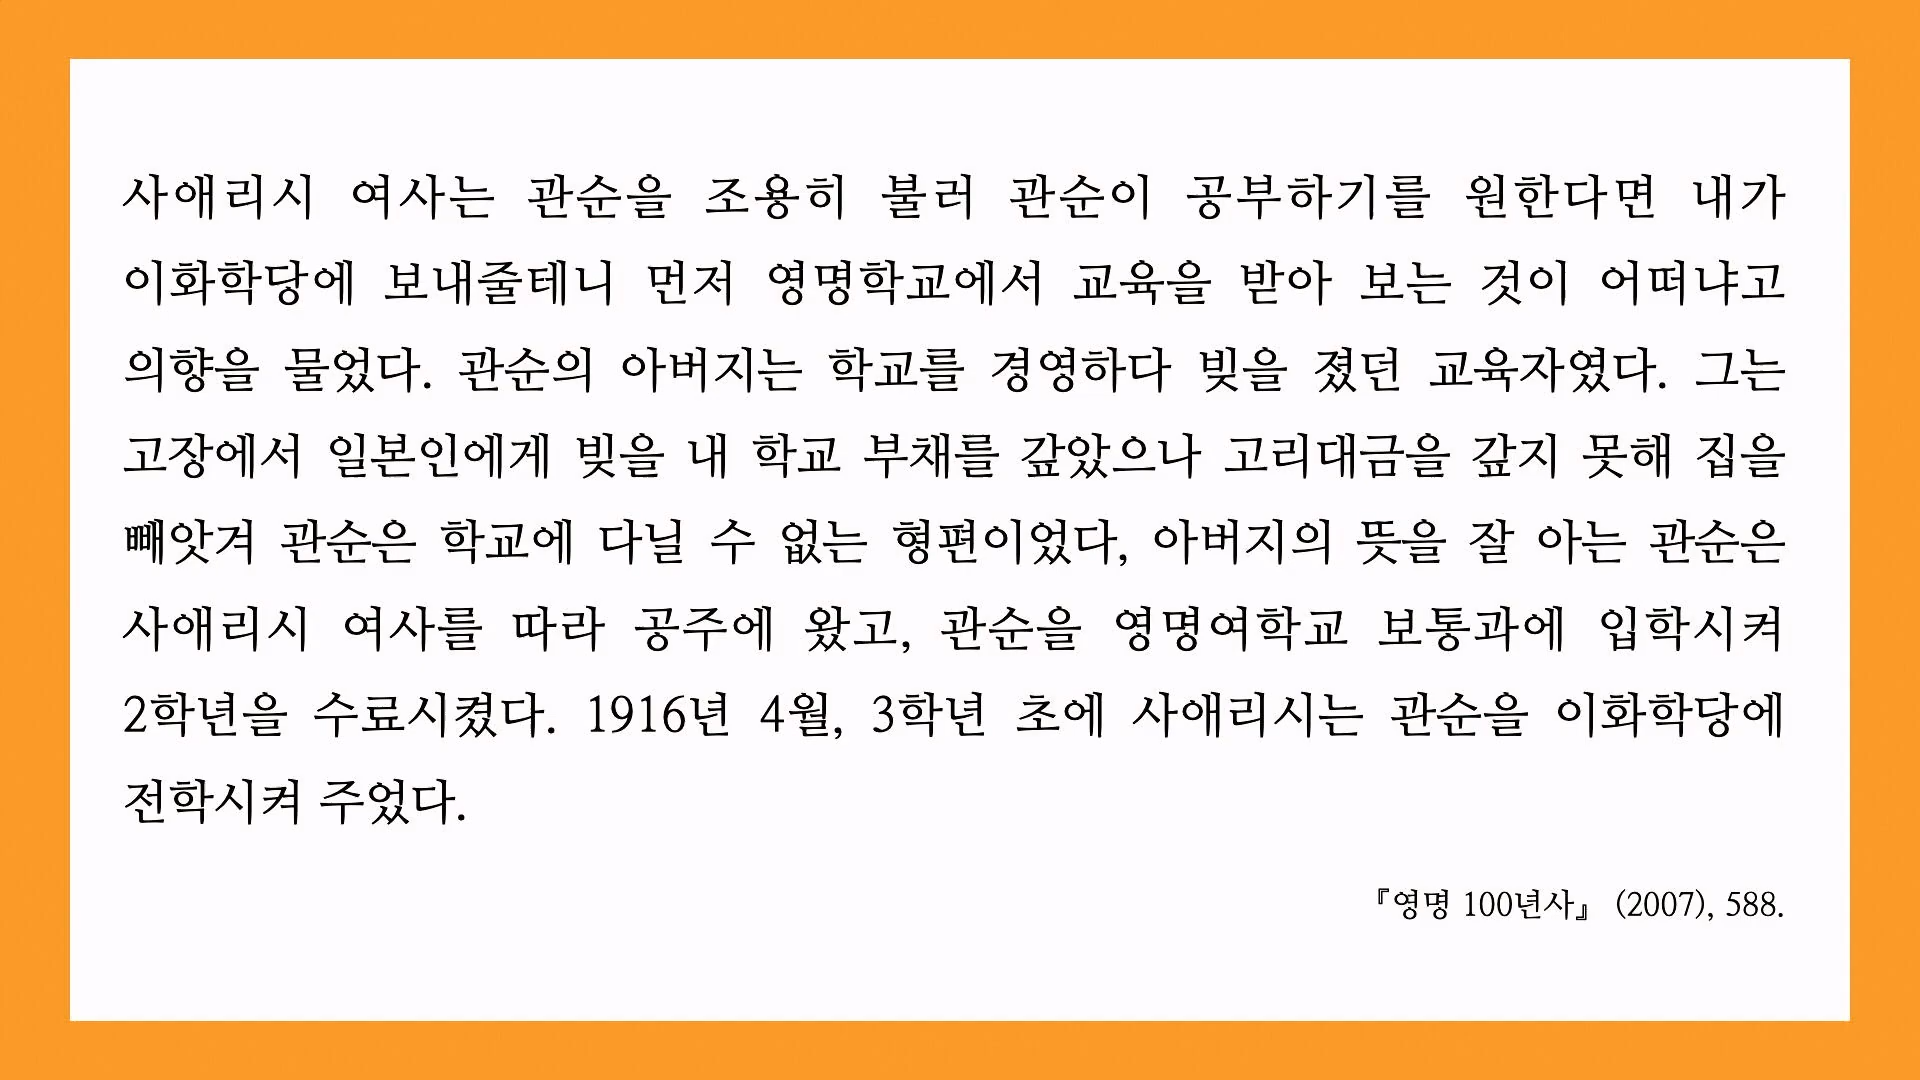 사애리시 여사는 관순을 조용히 불러 관순이 공부하기를 원한다면 내가
이화학당에 보내줄테니 먼저 영명학교에서 교육을 받아 보는 것이 어떠냐고
의향을 물었다. 관순의 아버지는 학교를 경영하다 빚을 졌던 교육자였다. 그는
고장에서 일본인에게 빚을 내 학교 부채를 갚았으나 고리대금을 갚지 못해 집을
빼앗겨 관순은 학교에 다닐 수 없는 형편이었다, 아버지의 뜻을 잘 아는 관순은
사애리시 여사를 따라 공주에 왔고, 관순을 영명여학교 보통과에 입학시켜
2학년을 수료시켰다. 1916년 4월, 3학년 초에 사애리시는 관순을 이화학당에
전학시켜 주었다.
『영명 100년사』 (2007), 588.